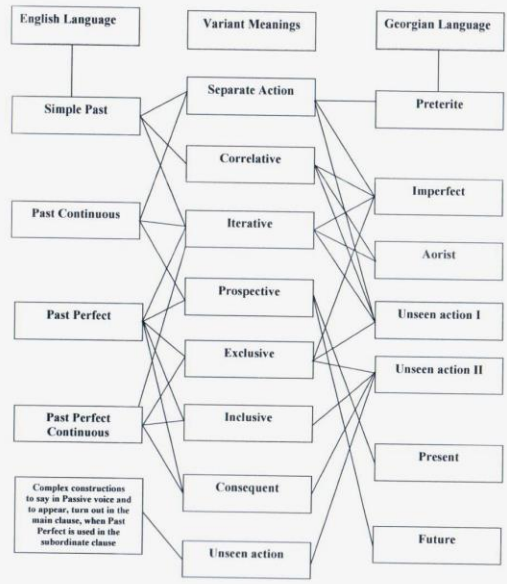 English Language
Variant Meanings
Georgian Language
Simple Past
Separate Action
Preterite
Correlative
Imperfect
Past Continuous
Iterative
Aorist
Prospective
Past Perfect
Unseen action I
Exclusive
Unseen action II
Past Perfect
Continuous
Inclusive
Present
Complex constructions
to say in Passive voice and
to appear, turn out in the
main clause, when Past
Perfect is used in the
subordinate clause
Consequent
Future
Unseen action